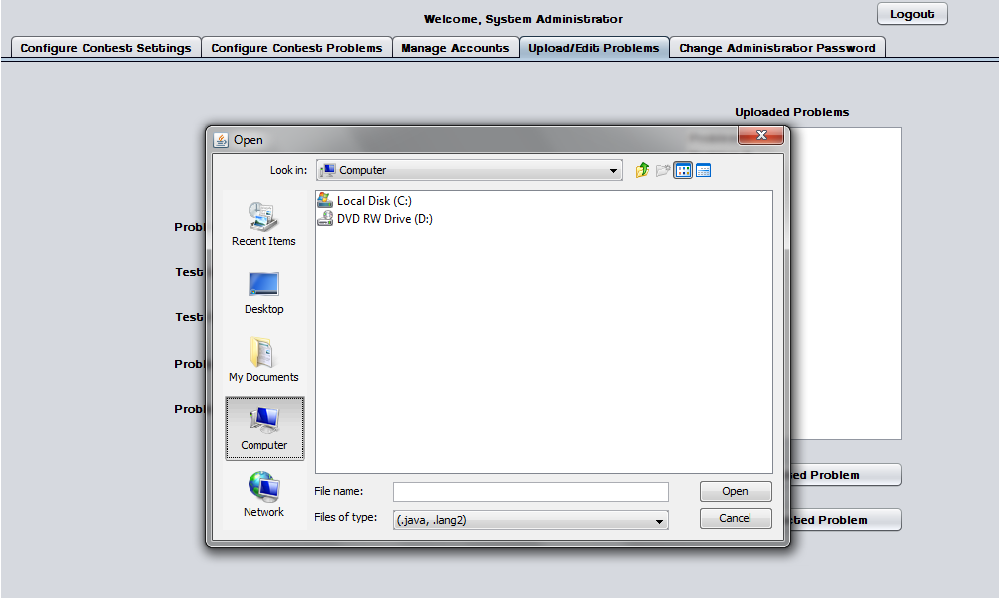 Welcome, System Administrator
Logout
Configure Contest Settings
Configure Contest Problems
Manage Accounts
Upload/Edit Problems
Change Administrator Password
Uploaded Problems
Open
Look in:
Computer
Local Disk (C:)
DVD RW Drive (D:)
Recent Items
Desktop
My Documents
Computer
Network
File name:
Files of type:
(.java, .lang2)
Open
Cancel
Probl
Test
Test
Probl
Probl
ed Problem
cted Problem